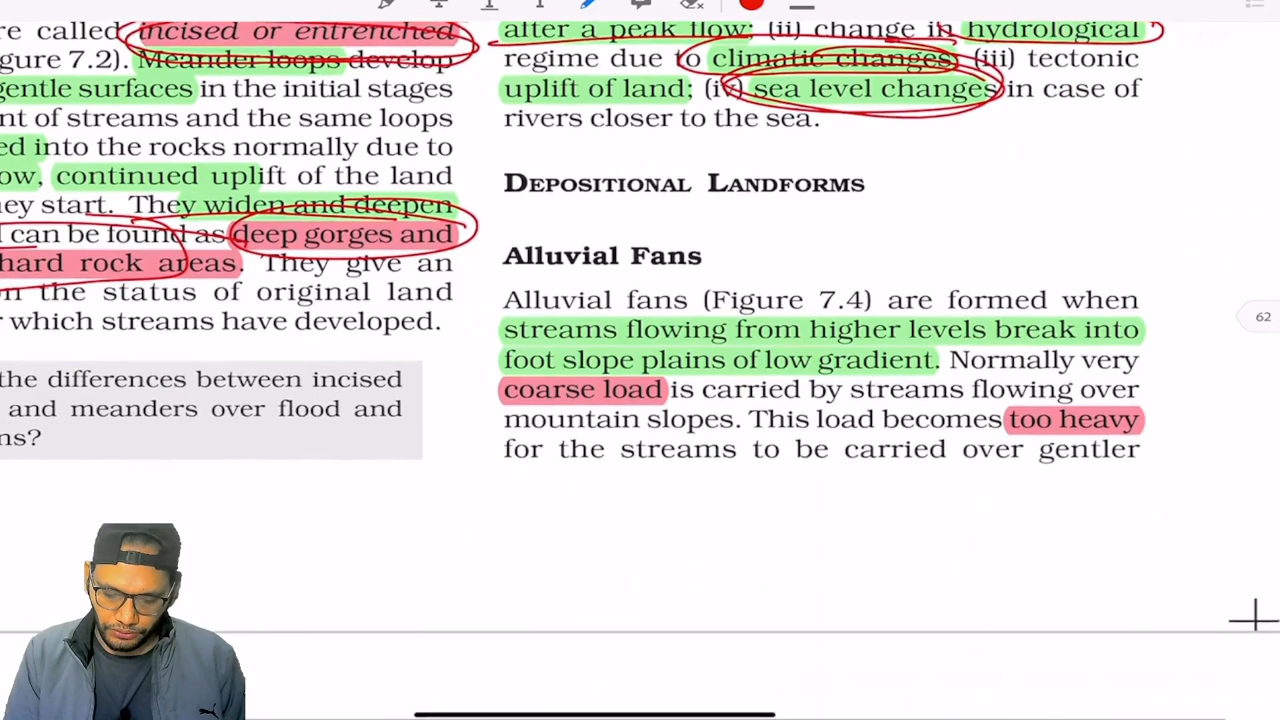 re called incised or entrenched
gure 7.2). Meander loops develop
gentle surfaces in the initial stages
nt of streams and the same loops
ed into the rocks normally due to
ow, continued uplift of the land
hey start. They widen and deepen
d can be found as deep gorges and
hard rock areas. They give an
on the status of original land
r which streams have developed.
the differences between incised
and meanders over flood and
ns?
after a peak flow; (ii) change in hydrological
regime due to climatic changes; (iii) tectonic
uplift of land; (iv) sea level changes in case of
rivers closer to the sea.
DEPOSITIONAL LANDFORMS
Alluvial Fans
Alluvial fans (Figure 7.4) are formed when
streams flowing from higher levels break into
foot slope plains of low gradient. Normally very
coarse load is carried by streams flowing over
mountain slopes. This load becomes too heavy
for the streams to be carried over gentler
62